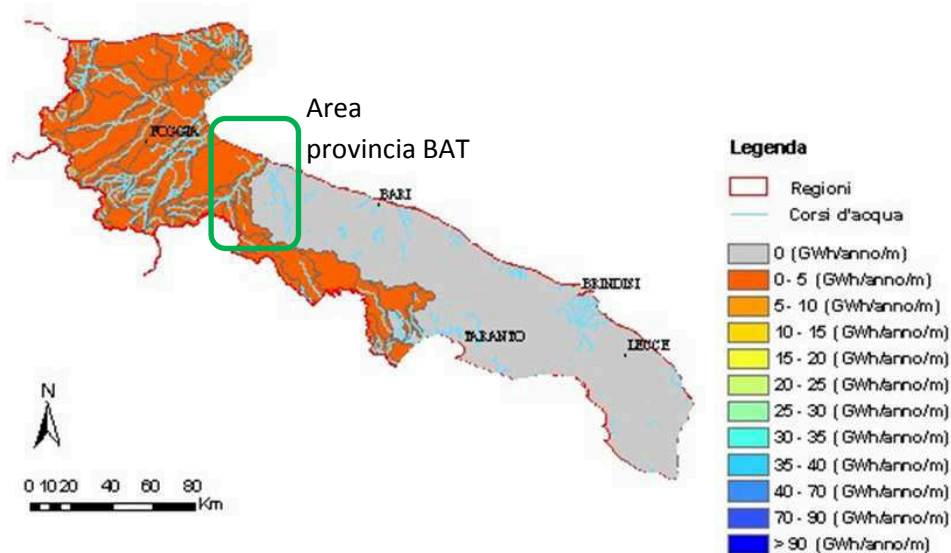 Area
provincia BAT
FOGGIA
BARI
BRINDISI
TARANTO
LECCE
N
0 10 20 40 60 80
Km
Legenda
Regioni
Corsi d'acqua
0 (GWh/anno/m)
0 - 5 (GWh/anno/m)
5 - 10 (GWh/anno/m)
10 - 15 (GWh/anno/m)
15 - 20 (GWh/anno/m)
20 - 25 (GWh/anno/m)
25 - 30 (GWh/anno/m)
30 - 35 (GWh/anno/m)
35 - 40 (GWh/anno/m)
40 - 70 (GWh/anno/m)
70 - 90 (GWh/anno/m)
> 90 (GWh/anno/m)